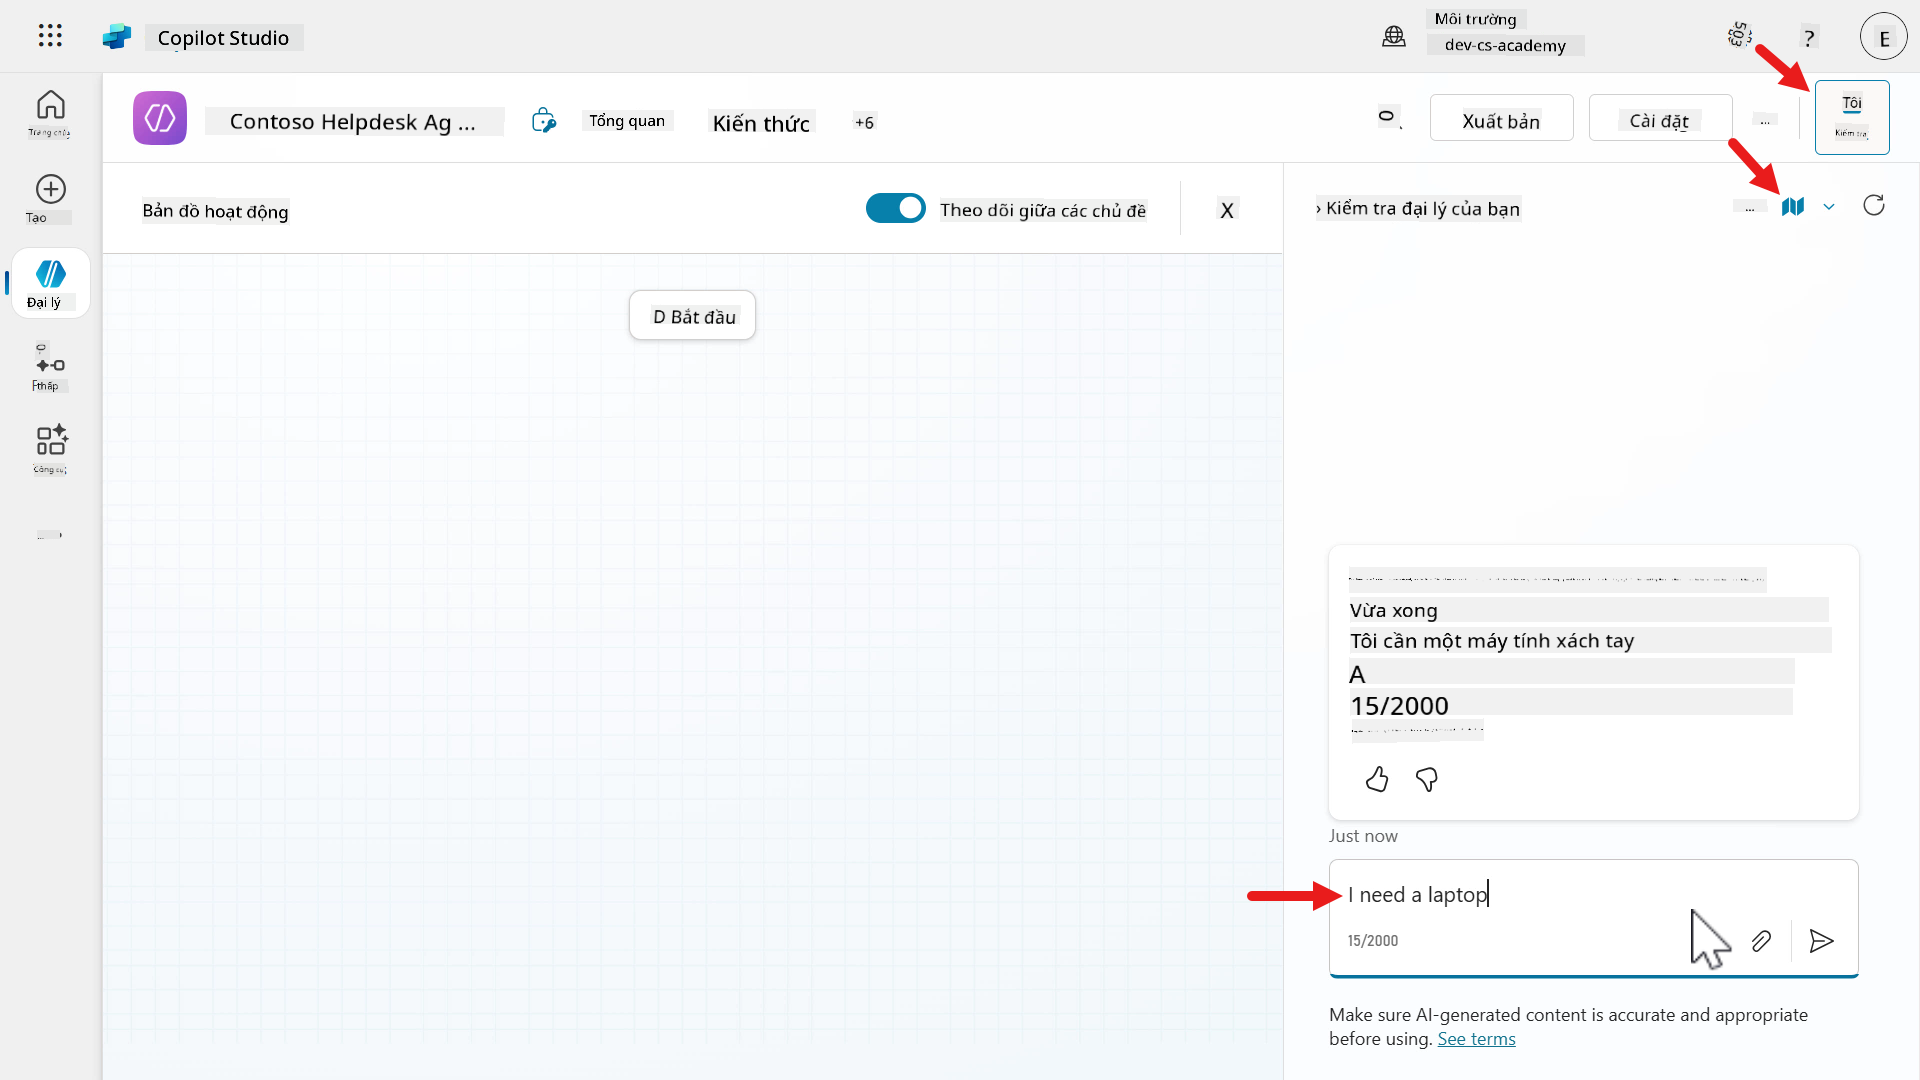 Copilot Studio
Môi trường
dev-cs-academy
503
?
E
Contoso Helpdesk Ag ...
Tổng quan
Kiến thức
+6
Xuất bản
Cài đặt
...
Tôi
Kiểm tra
Trang chủ
Tạo
Đại lý
Bản đồ hoạt động
Theo dõi giữa các chủ đề
X
› Kiểm tra đại lý của bạn
...
D Bắt đầu
Vừa xong
Tôi cần một máy tính xách tay
A
15/2000
Just now
I need a laptop
15/2000
Make sure AI-generated content is accurate and appropriate
before using. See terms